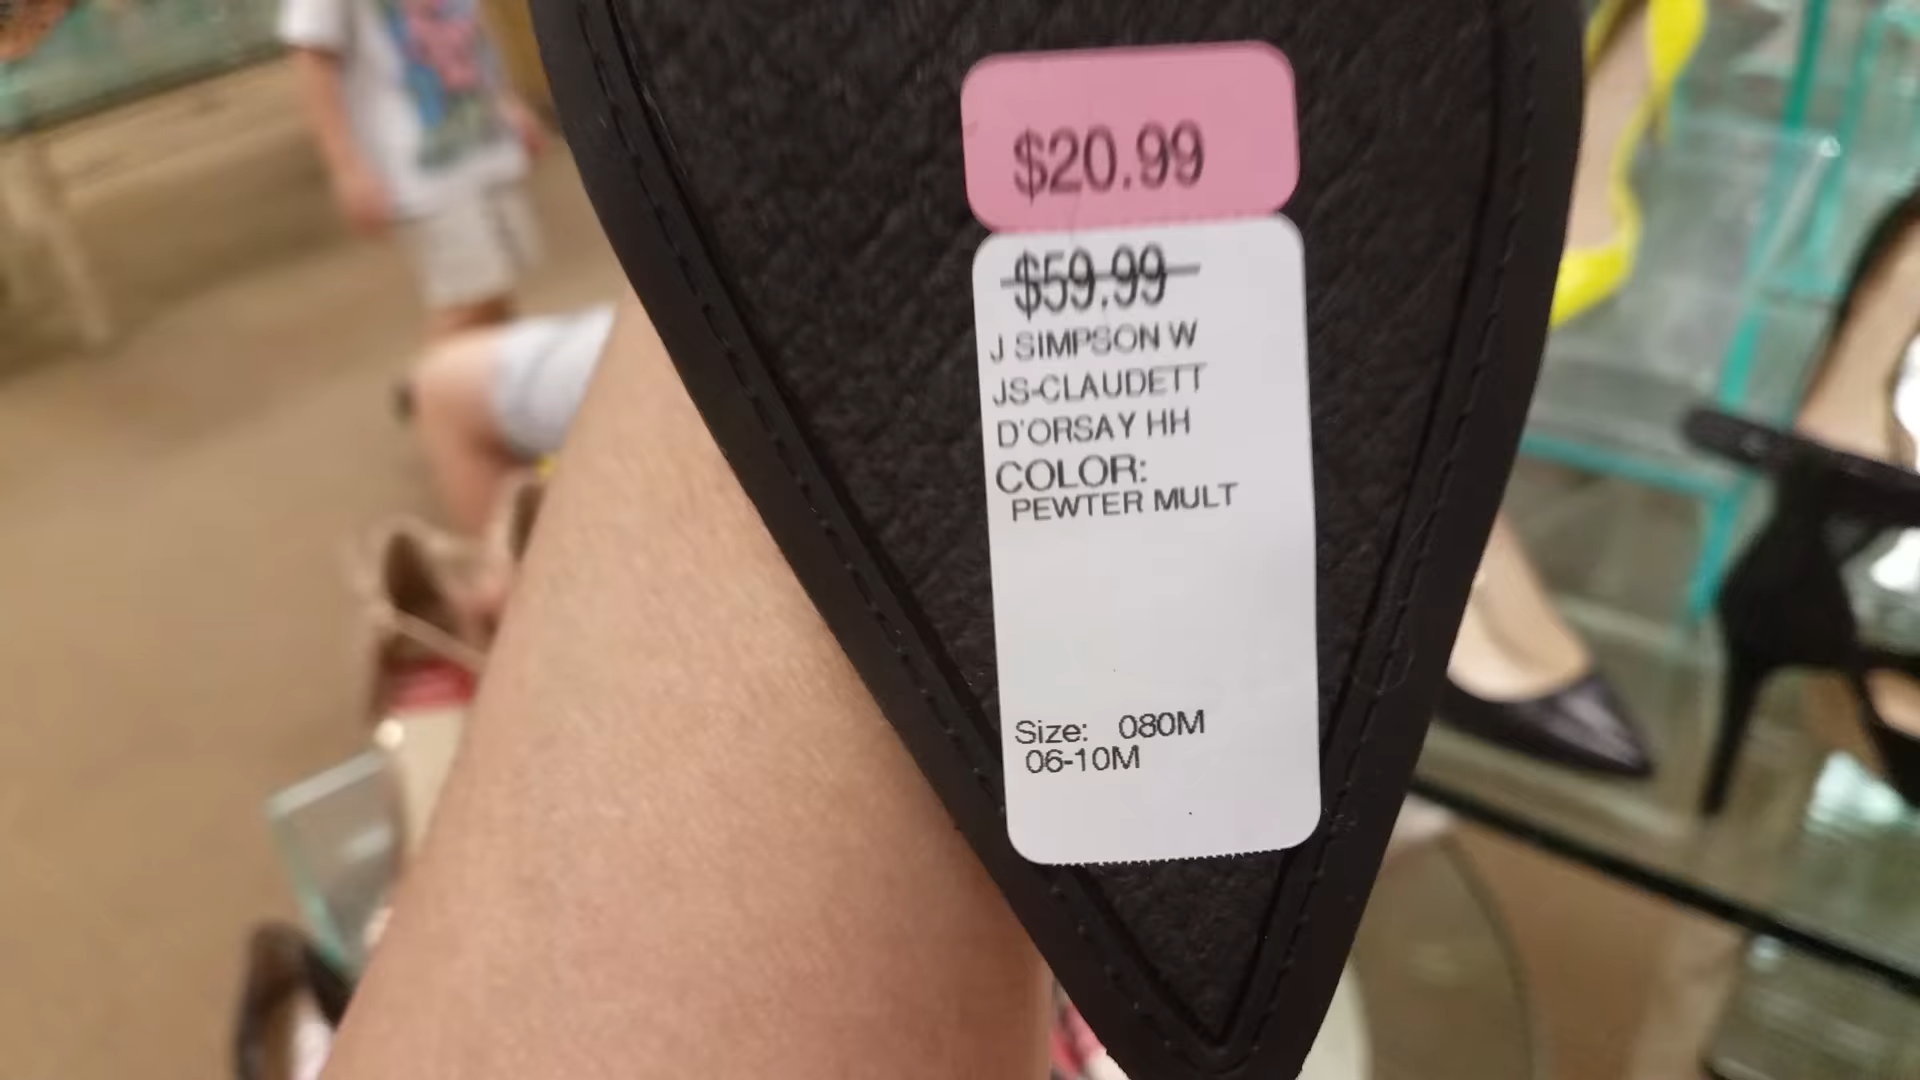 $20.99
$59.99
J SIMPSON W
JS-CLAUDETT
D'ORSAY HH
COLOR:
PEWTER MULT
Size: 080M
06-10M